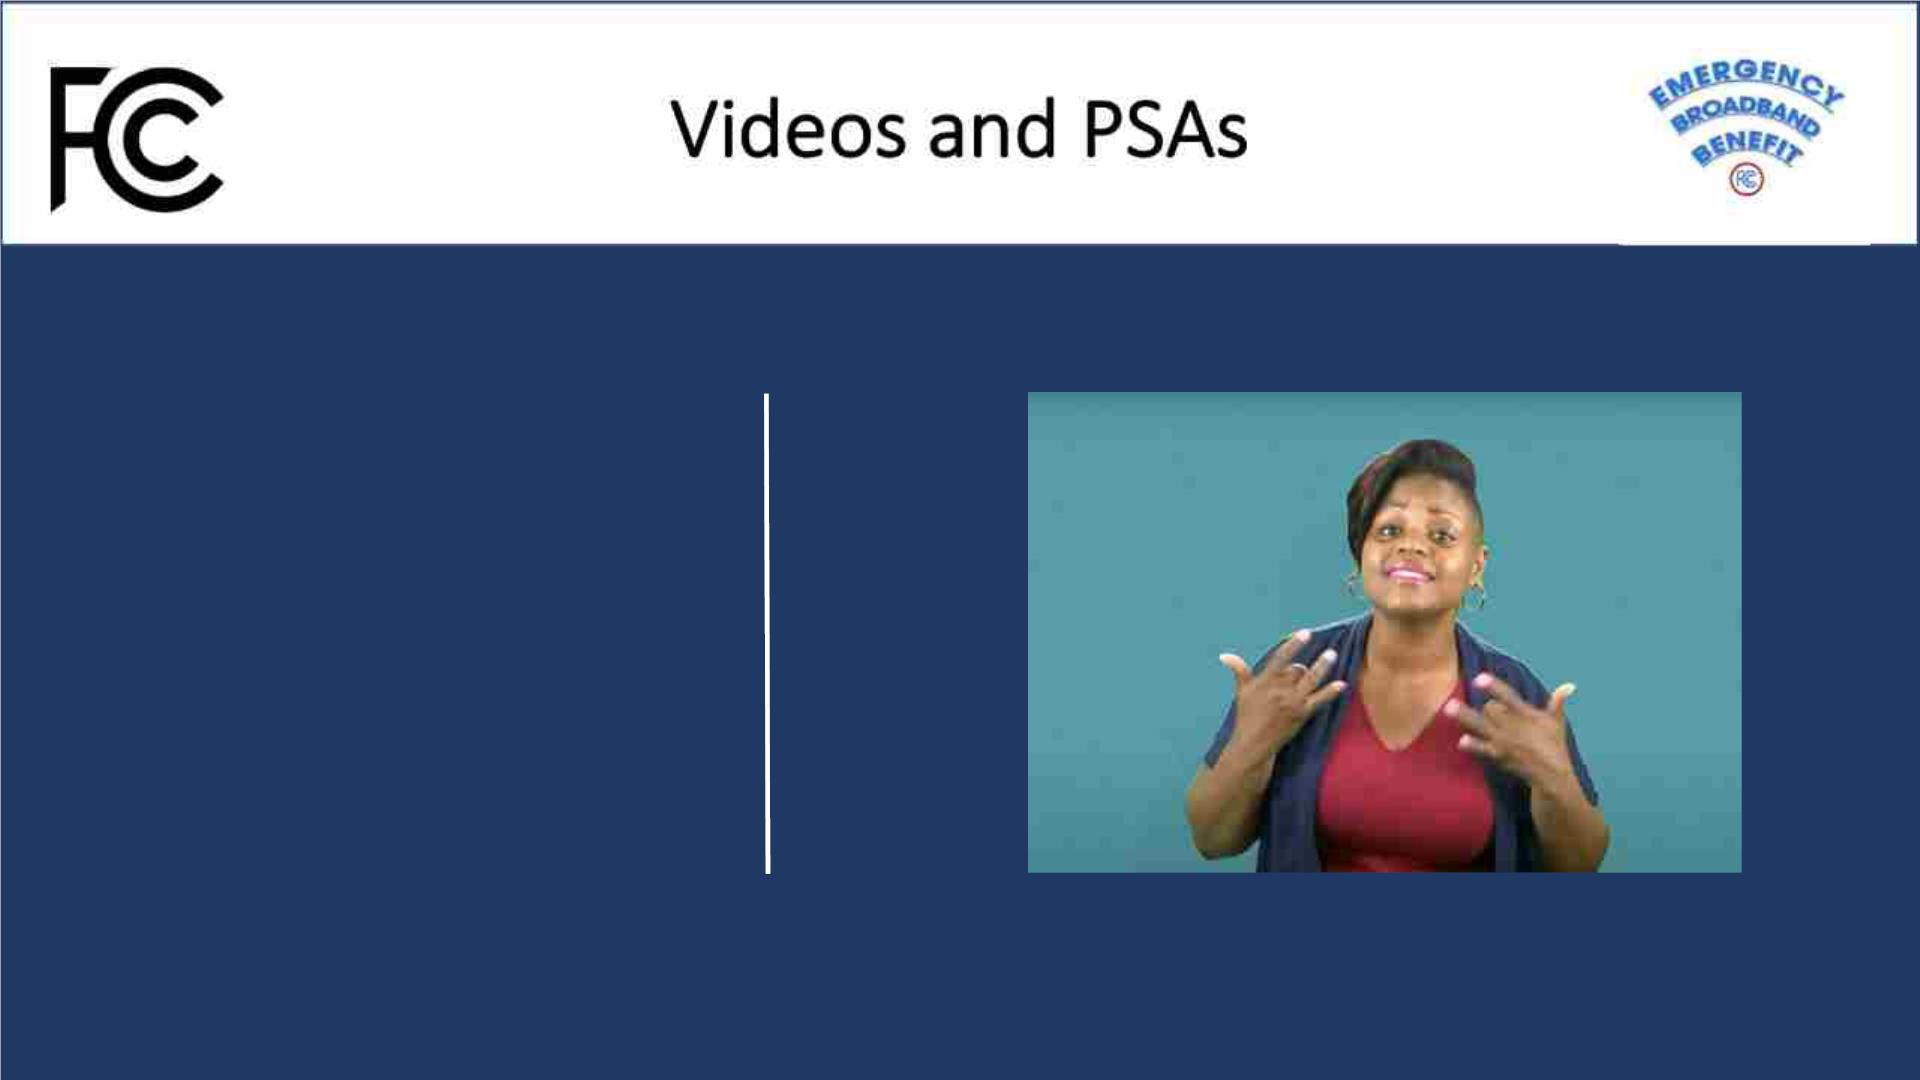 FCC
Videos and PSAs
EMERGENCY
BROADBAND
BENEFIT
FCC